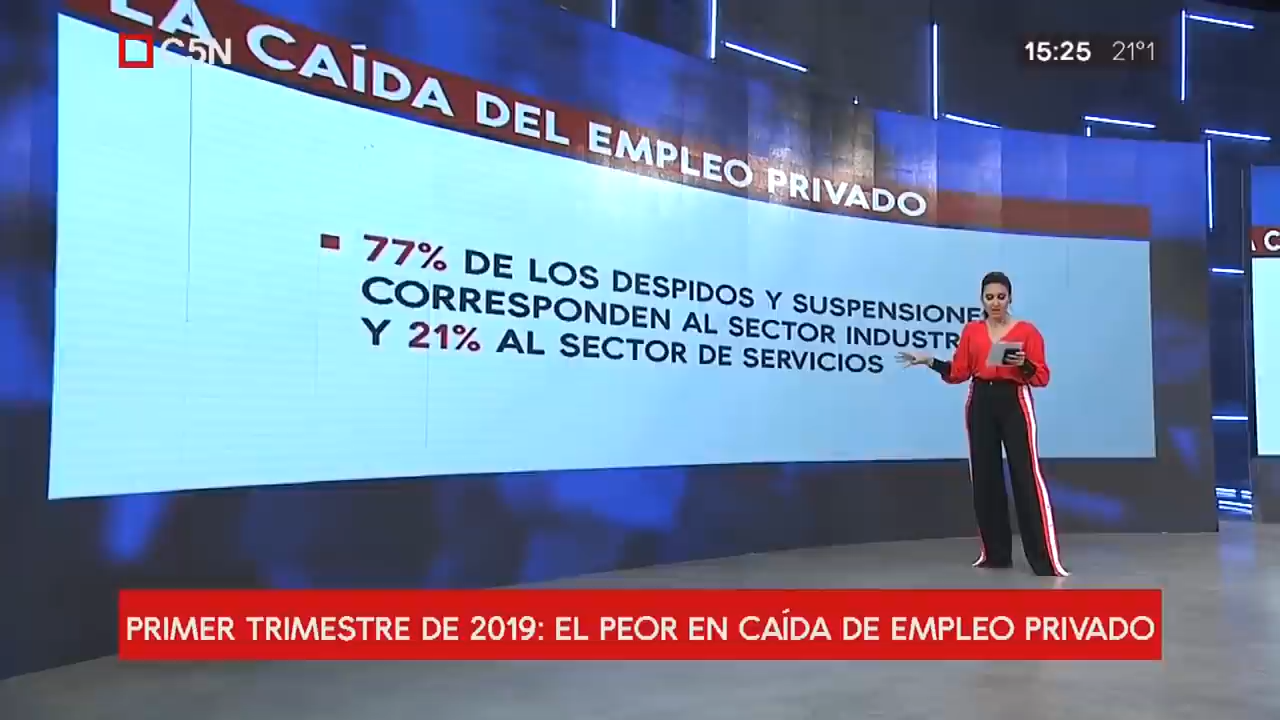 LA CAÍDA DEL EMPLEO PRIVADO
C5N
15:25 21°1
77% DE LOS DESPIDOS Y SUSPENSIONE
CORRESPONDEN AL SECTOR INDUSTR
Y 21% AL SECTOR DE SERVICIOS
PRIMER TRIMESTRE DE 2019: EL PEOR EN CAÍDA DE EMPLEO PRIVADO